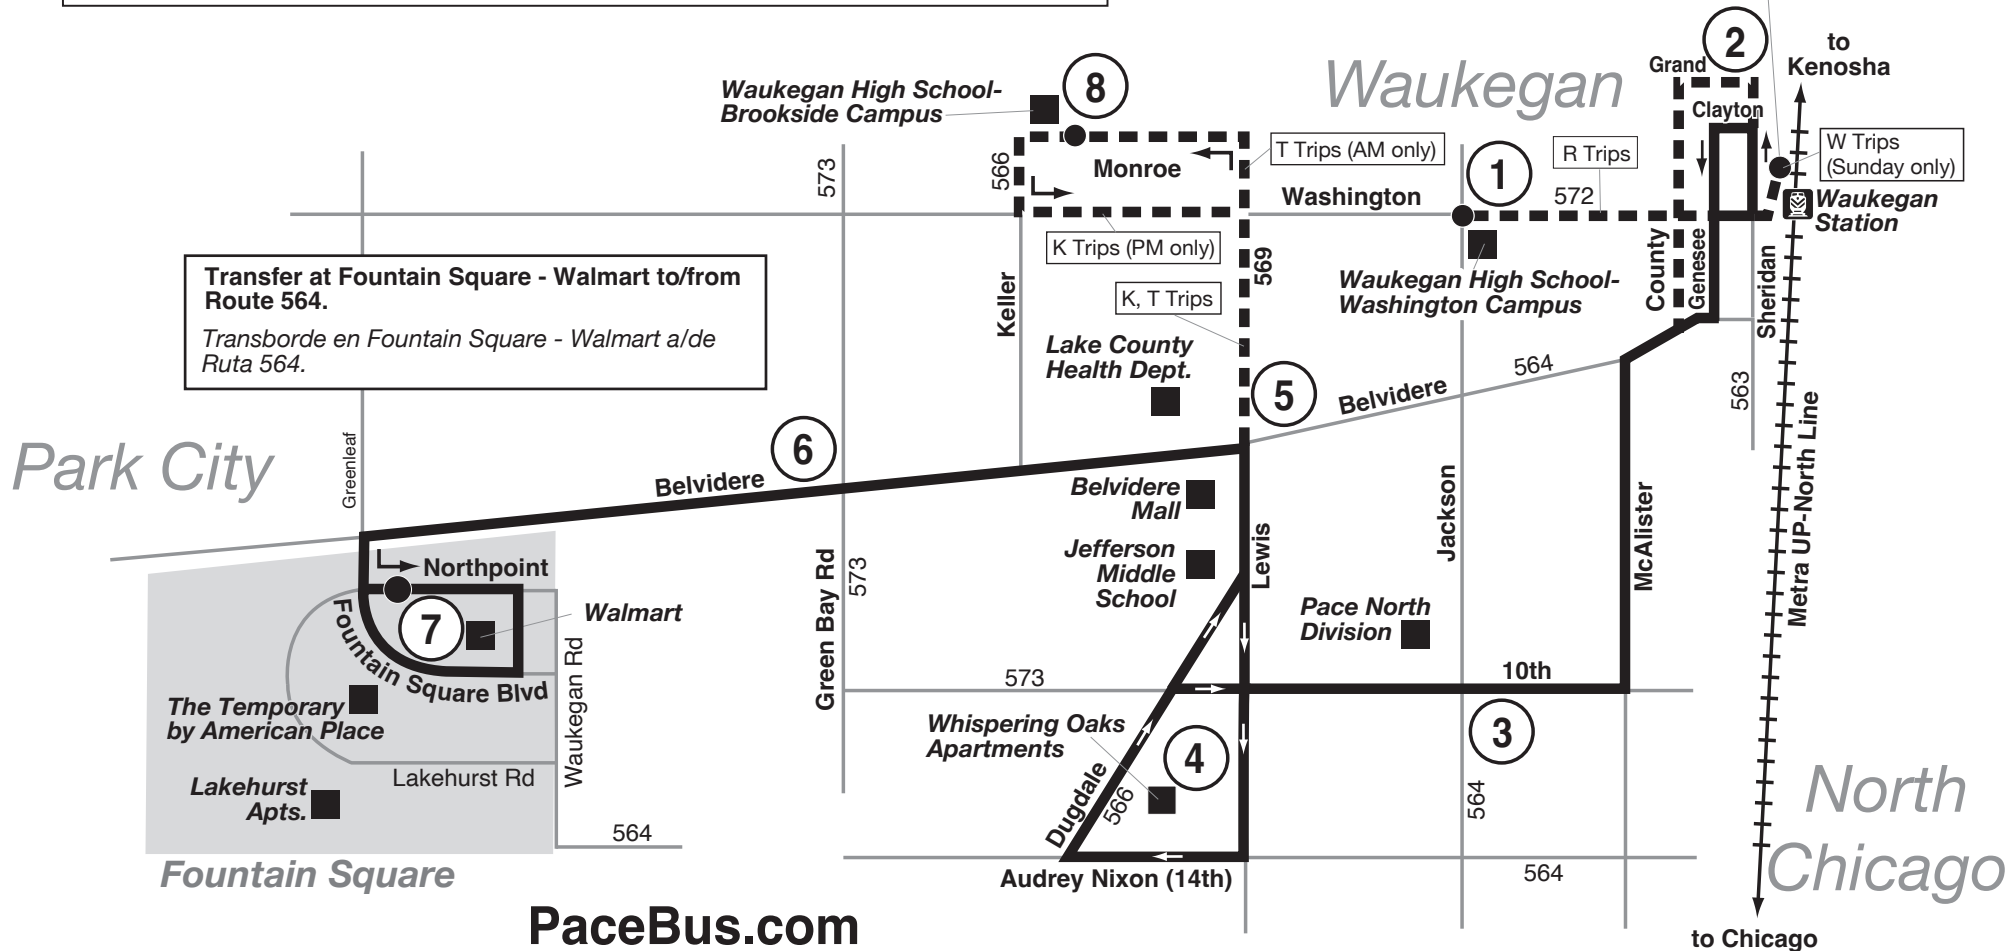 2
to
Kenosha
Grand
Waukegan
Clayton
Waukegan High School-
Brookside Campus
8
T Trips (AM only)
R Trips
W Trips
(Sunday only)
573
566
Monroe
1
572
Washington
Waukegan
Station
K Trips (PM only)
569
County
Genesee
Sheridan
Waukegan High School-
Washington Campus
Transfer at Fountain Square - Walmart to/from
Route 564.
Transborde en Fountain Square - Walmart a/de
Ruta 564.
Keller
K, T Trips
Lake County
Health Dept.
5
Belvidere
564
563
Park City
Greenleaf
6
Belvidere
Belvidere
Mall
Jefferson
Middle
School
Lewis
Jackson
McAlister
Metra UP-North Line
Northpoint
7
Walmart
Fountain Square Blvd
Green Bay Rd
573
Pace North
Division
10th
573
The Temporary
by American Place
Waukegan Rd
Whispering Oaks
Apartments
4
3
Lakehurst Rd
Lakehurst
Apts.
Dugdale
566
564
North
Chicago
564
Fountain Square
Audrey Nixon (14th)
564
PaceBus.com
to Chicago